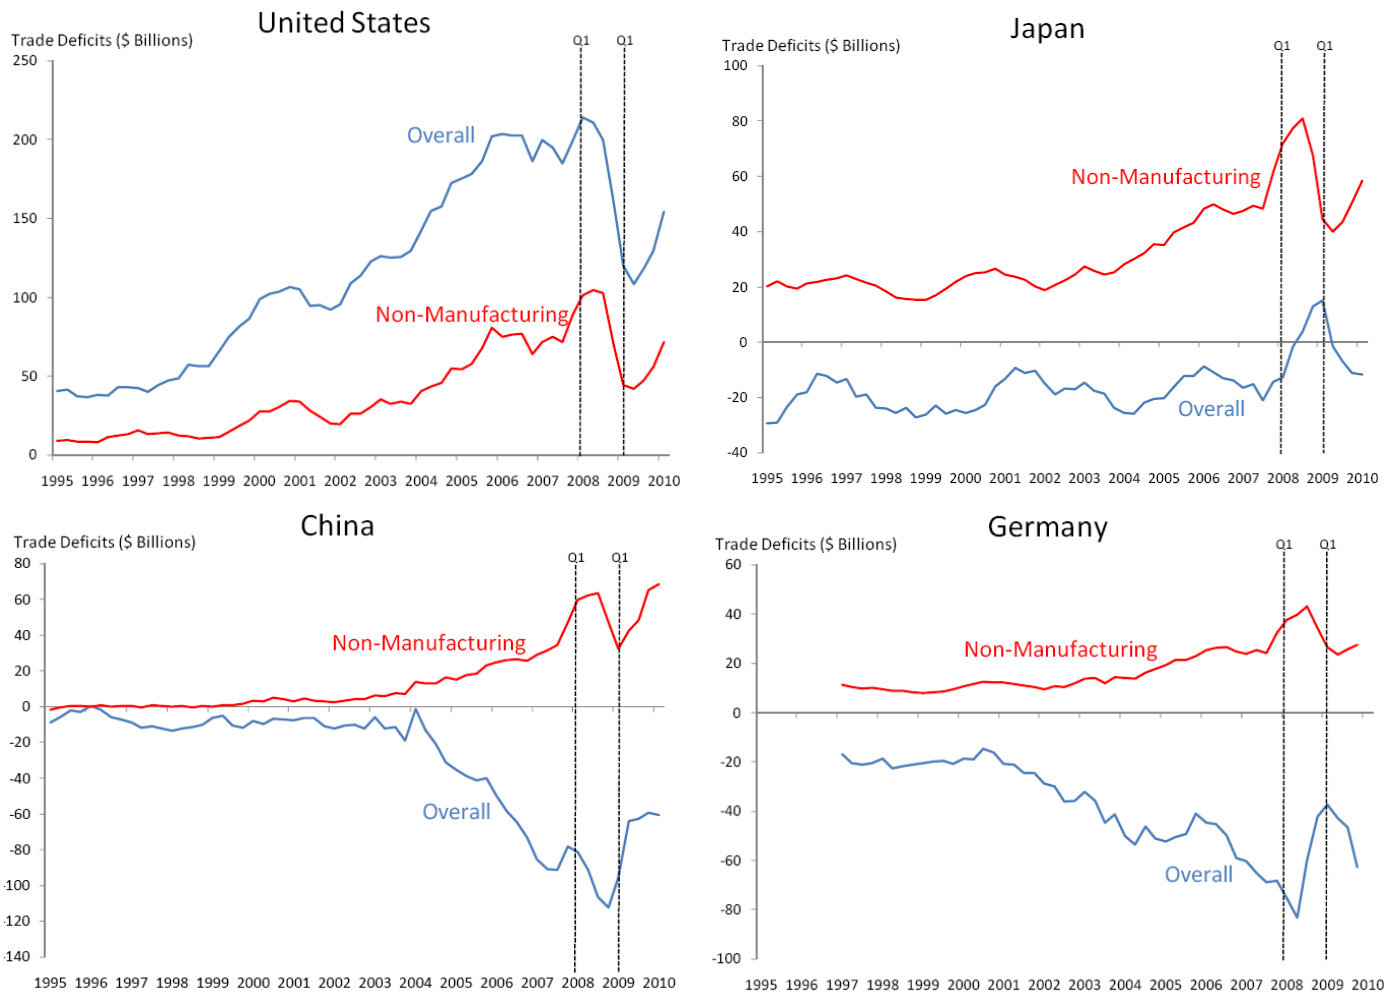 United States
Trade Deficits ($ Billions)
Q1 Q1
250
200
150
100
50
0
Overall
Non-Manufacturing
1995 1996 1997 1998 1999 2000 2001 2002 2003 2004 2005 2006 2007 2008 2009 2010
Japan
Trade Deficits ($ Billions)
Q1 Q1
100
80
60
40
20
0
-20
-40
Non-Manufacturing
Overall
1995 1996 1997 1998 1999 2000 2001 2002 2003 2004 2005 2006 2007 2008 2009 2010
China
Trade Deficits ($ Billions)
Q1 Q1
80
60
40
20
0
-20
-40
-60
-80
-100
-120
-140
Non-Manufacturing
Overall
1995 1996 1997 1998 1999 2000 2001 2002 2003 2004 2005 2006 2007 2008 2009 2010
Germany
Trade Deficits ($ Billions)
Q1 Q1
60
40
20
0
-20
-40
-60
-80
-100
Non-Manufacturing
Overall
1995 1995 1997 1998 1999 2000 2001 2002 2003 2004 2005 2006 2007 2008 2009 2010